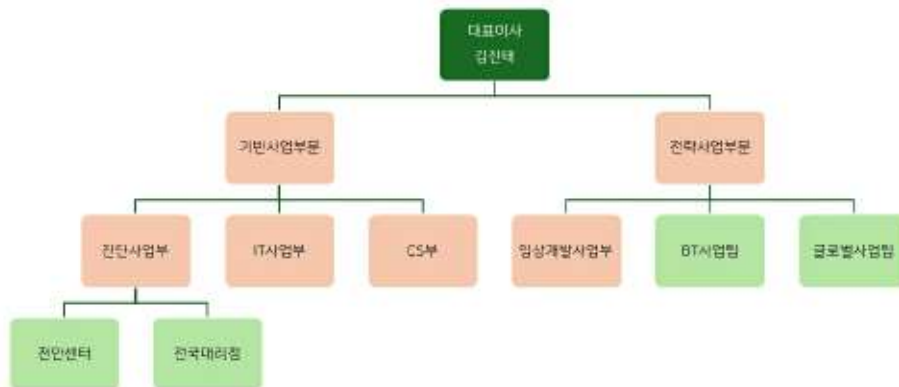 대표이사
김진태
기반사업부문
전략사업부문
진단사업부
IT사업부
CS부
임상개발사업부
BT사업팀
글로벌사업팀
천안센터
전국대리점